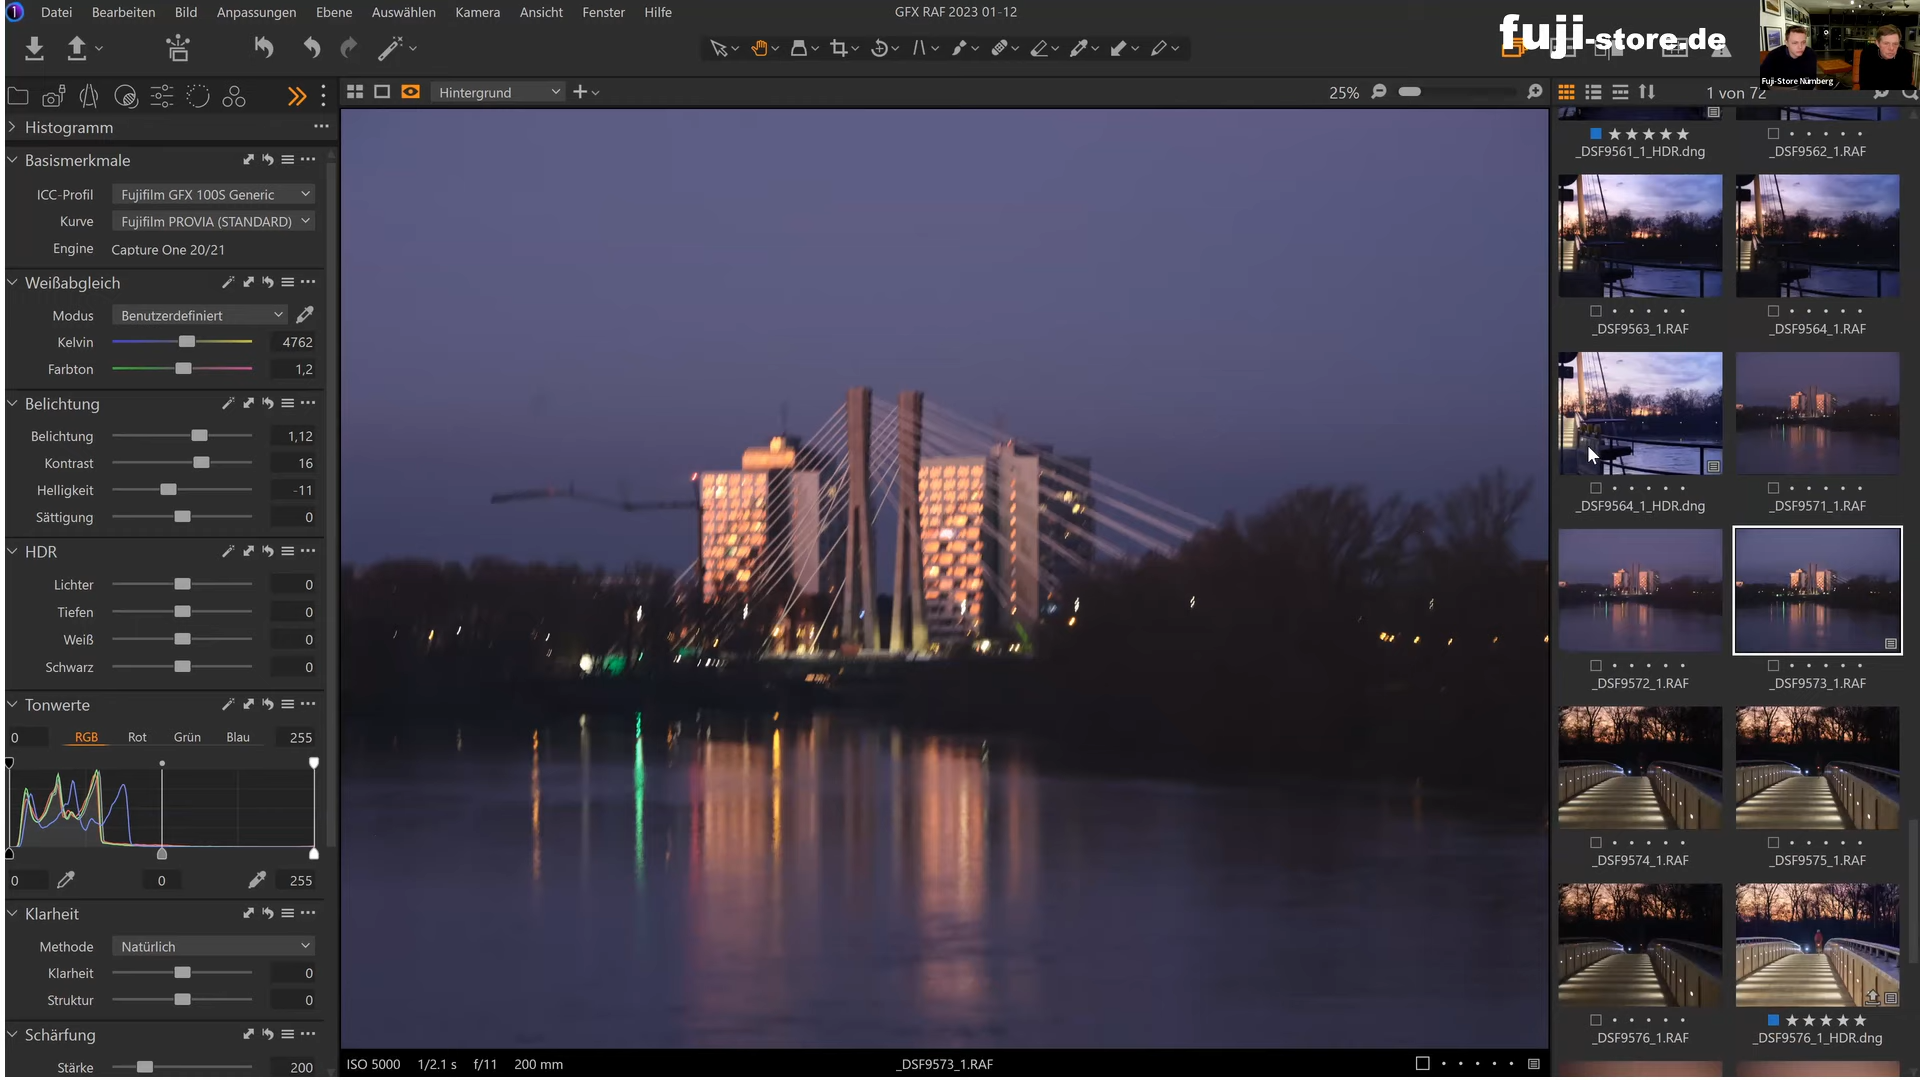 Datei Bearbeiten Bild Anpassungen Ebene Auswählen Kamera Ansicht Fenster Hilfe
GFX RAF 2023 01-12
fuji-store.de
Fuji-Store Nürnberg
Hintergrund
25%
1 von 72
Histogramm
Basismerkmale
ICC-Profil Fujifilm GFX 100S Generic
Kurve Fujifilm PROVIA (STANDARD)
Engine Capture One 20/21
Weißabgleich
Modus Benutzerdefiniert
Kelvin 4762
Farbton 1,2
Belichtung
Belichtung 1,12
Kontrast 16
Helligkeit -11
Sättigung 0
HDR
Lichter 0
Tiefen 0
Weiß 0
Schwarz 0
Tonwerte
0 RGB Rot Grün Blau 255
0 0 255
Klarheit
Methode Natürlich
Klarheit 0
Struktur 0
Schärfung
Stärke 200
ISO 5000 1/2.1 s f/11 200 mm
_DSF9573_1.RAF
_DSF9561_1_HDR.dng
_DSF9562_1.RAF
_DSF9563_1.RAF
_DSF9564_1.RAF
_DSF9564_1_HDR.dng
_DSF9571_1.RAF
_DSF9572_1.RAF
_DSF9573_1.RAF
_DSF9574_1.RAF
_DSF9575_1.RAF
_DSF9576_1.RAF
_DSF9576_1_HDR.dng